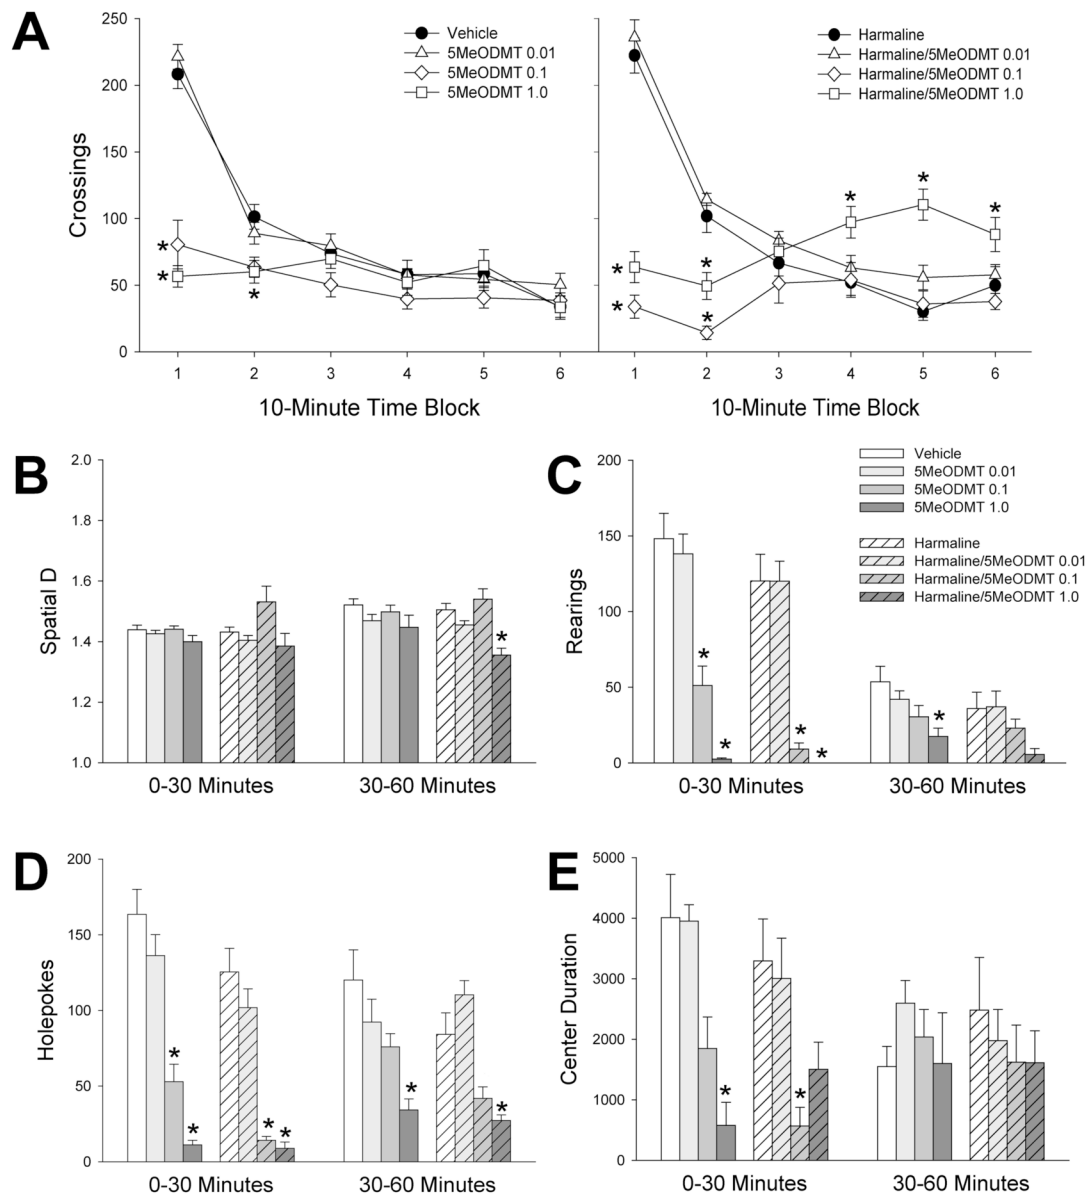 A
Crossings
250
200
150
100
50
0
Vehicle
5MeODMT 0.01
5MeODMT 0.1
5MeODMT 1.0
* * *
1 2 3 4 5 6
10-Minute Time Block
Harmaline
Harmaline/5MeODMT 0.01
Harmaline/5MeODMT 0.1
Harmaline/5MeODMT 1.0
* * * * * * *
1 2 3 4 5 6
10-Minute Time Block
B
Spatial D
2.0
1.8
1.6
1.4
1.2
1.0
*
0-30 Minutes 30-60 Minutes
C
Rearings
200
150
100
50
0
Vehicle
5MeODMT 0.01
5MeODMT 0.1
5MeODMT 1.0
Harmaline
Harmaline/5MeODMT 0.01
Harmaline/5MeODMT 0.1
Harmaline/5MeODMT 1.0
* * * * *
0-30 Minutes 30-60 Minutes
D
Holepokes
200
150
100
50
0
* * * * * *
0-30 Minutes 30-60 Minutes
E
Center Duration
5000
4000
3000
2000
1000
0
* *
0-30 Minutes 30-60 Minutes